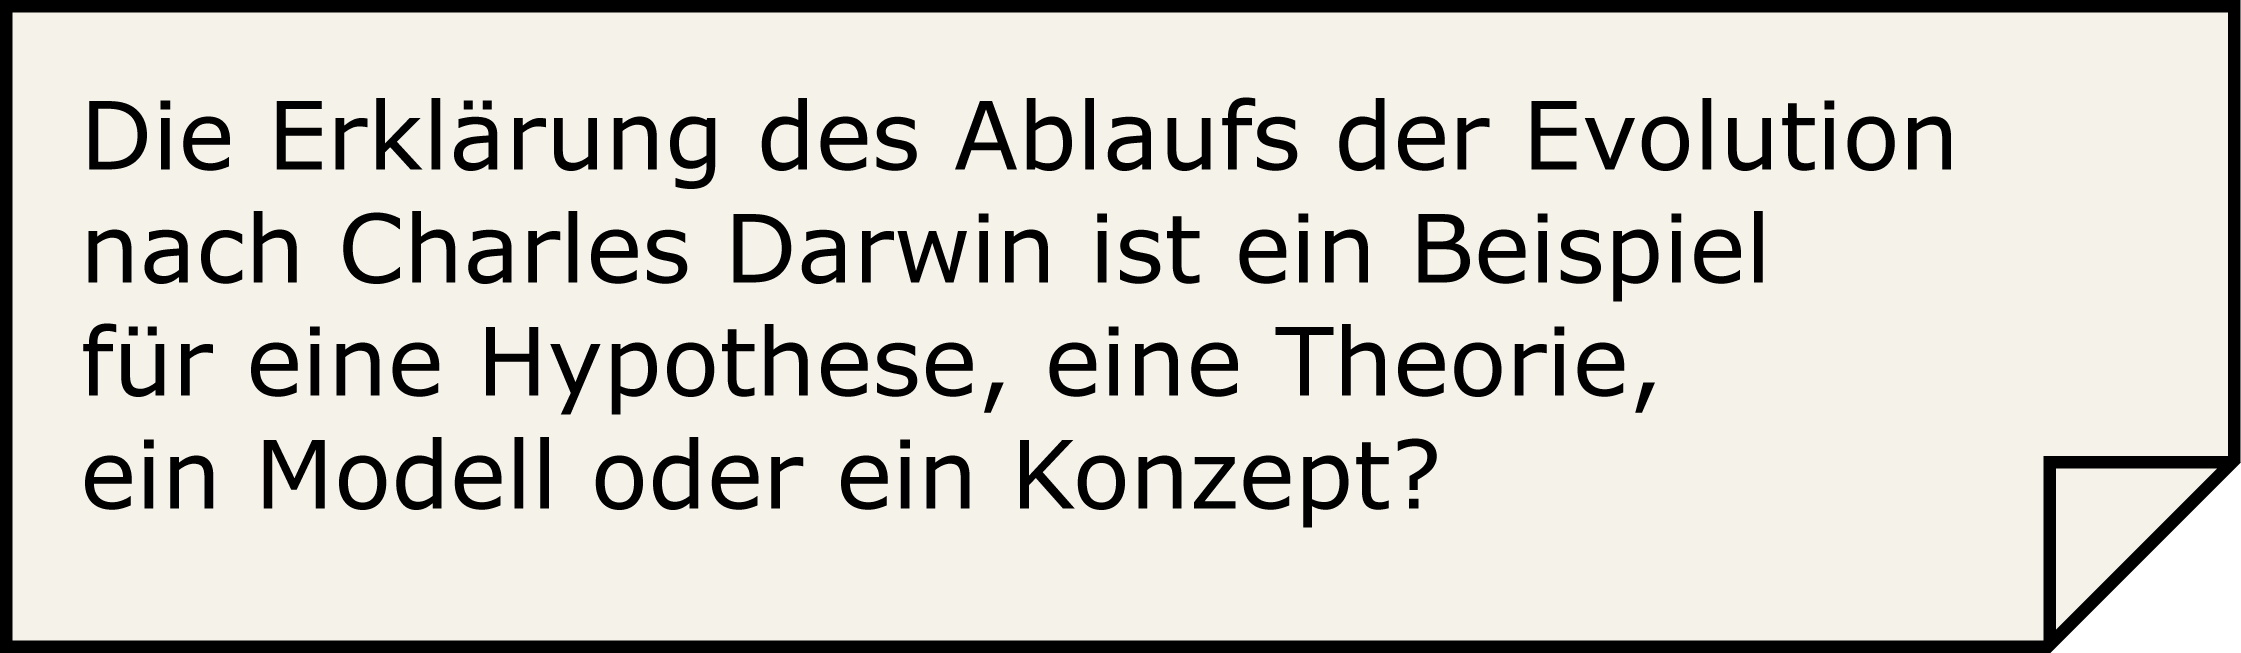 Die Erklärung des Ablaufs der Evolution
nach Charles Darwin ist ein Beispiel
für eine Hypothese, eine Theorie,
ein Modell oder ein Konzept?